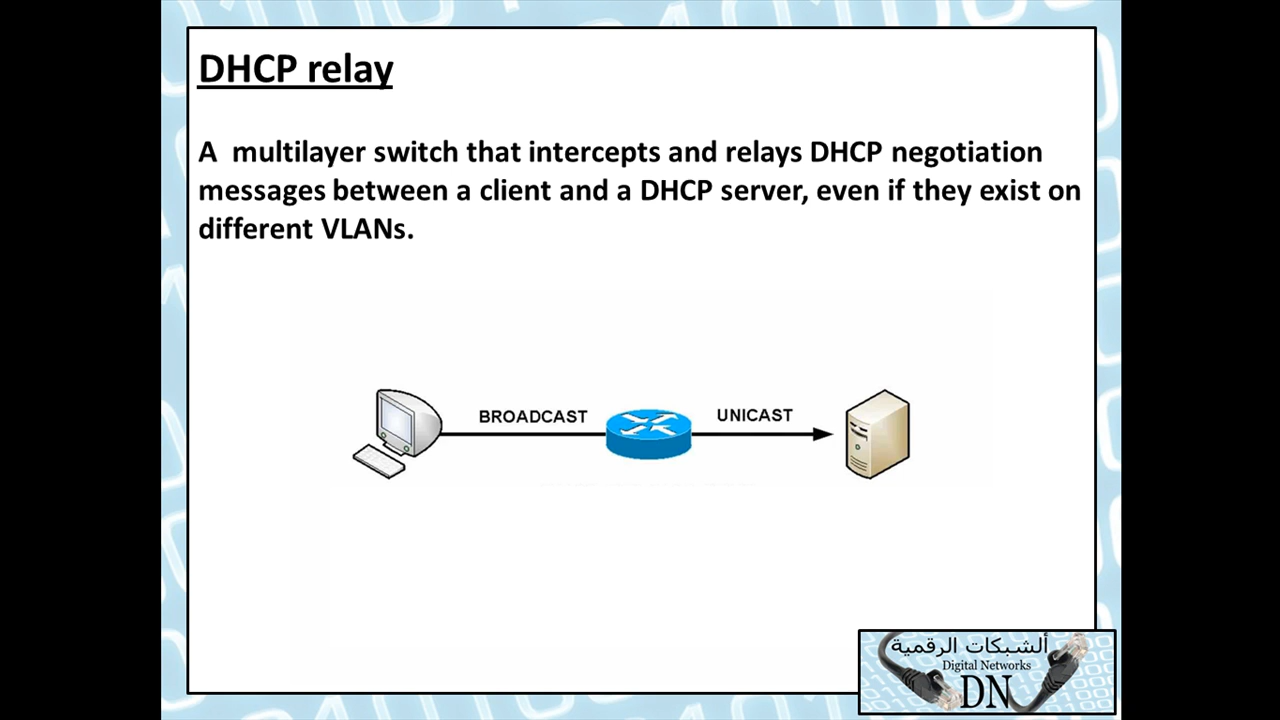 DHCP relay
A  multilayer switch that intercepts and relays DHCP negotiation
messages between a client and a DHCP server, even if they exist on
different VLANs.
BROADCAST
UNICAST
ألشبكات الرقمية
Digital Networks
DN